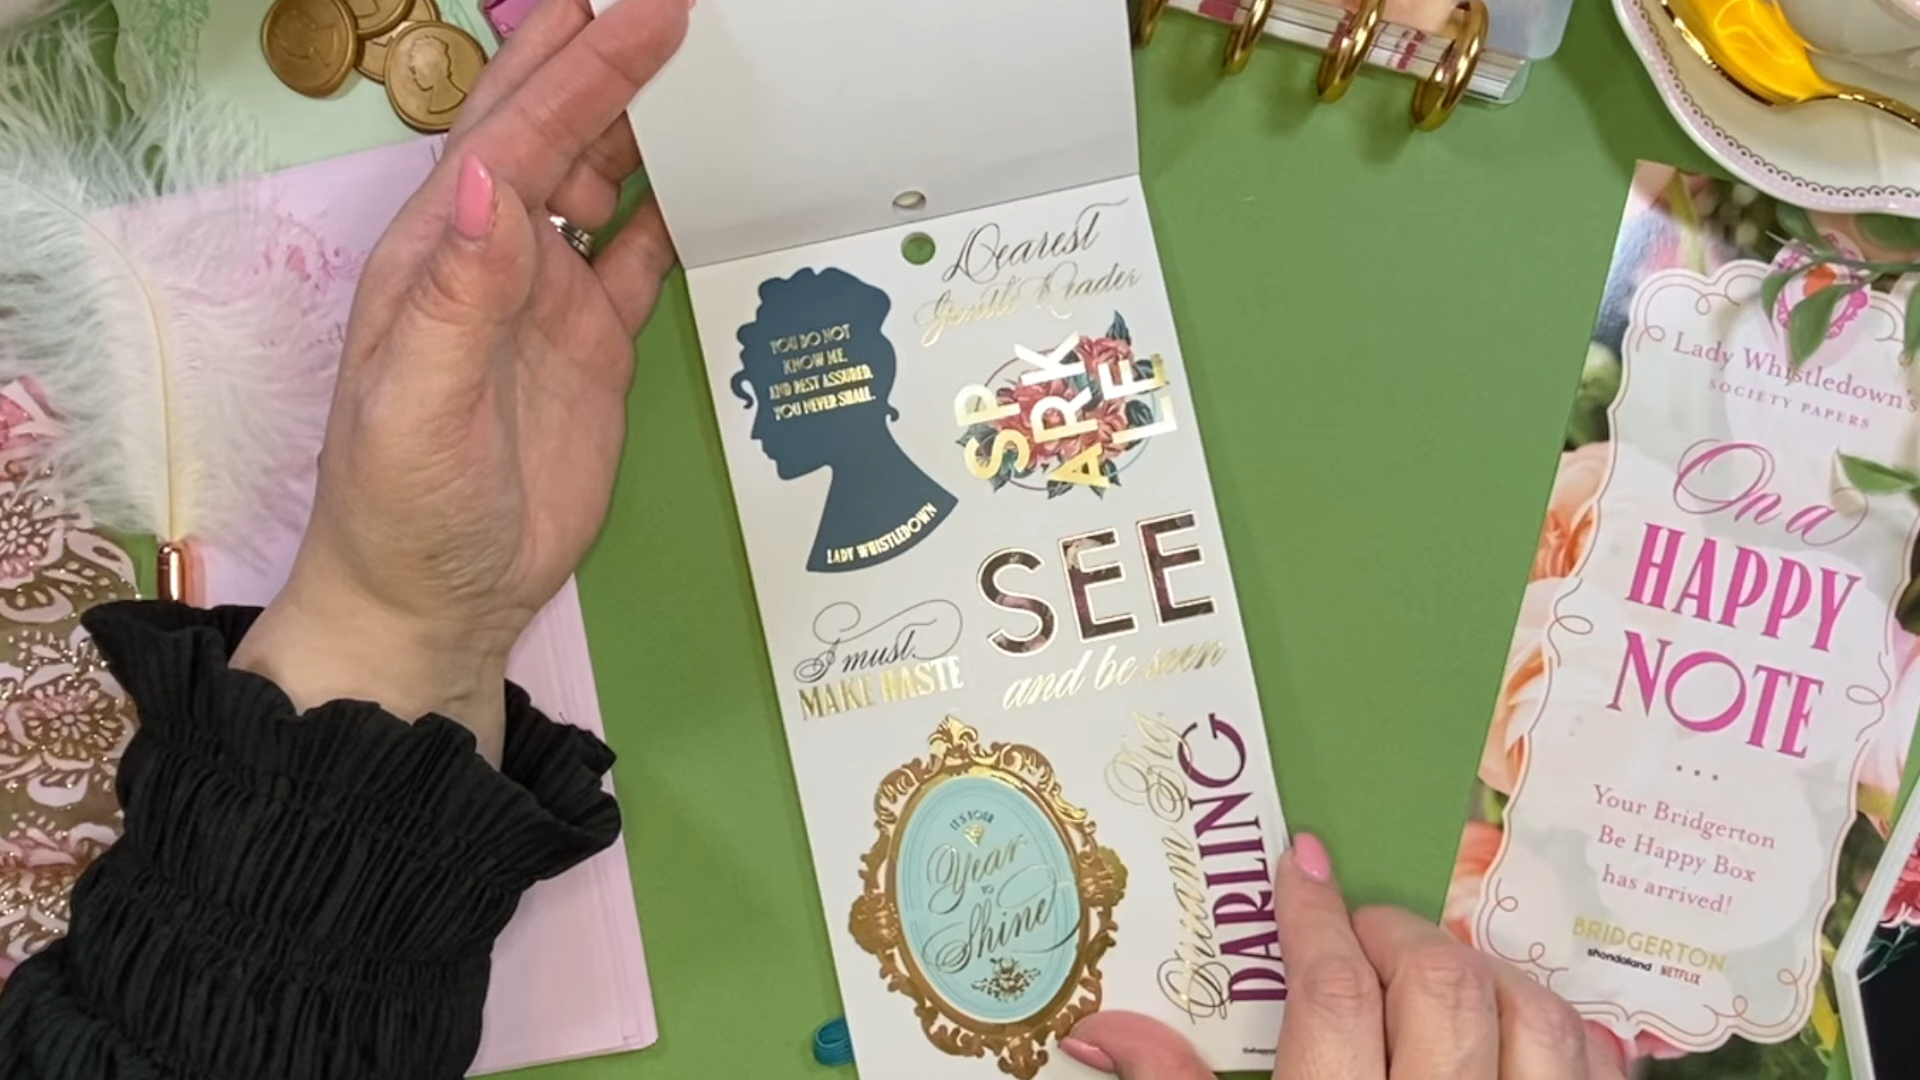 Dearest
Gentle Reader
YOU DO NOT
KNOW ME,
AND REST ASSURED,
YOU NEVER SHALL.
LADY WHISTLEDOWN
SP
ARK
LE
SEE
and be seen
I must
MAKE HASTE
IT'S YOUR
Year
TO
Shine
Dream Big
DARLING
Lady Whistledown's
SOCIETY PAPERS
On a
HAPPY
NOTE
Your Bridgerton
Be Happy Box
has arrived!
BRIDGERTON
shondaland NETFLIX